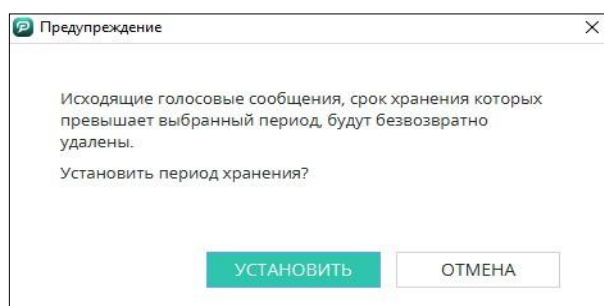 Предупреждение
Исходящие голосовые сообщения, срок хранения которых
превышает выбранный период, будут безвозвратно
удалены.
Установить период хранения?
УСТАНОВИТЬ ОТМЕНА